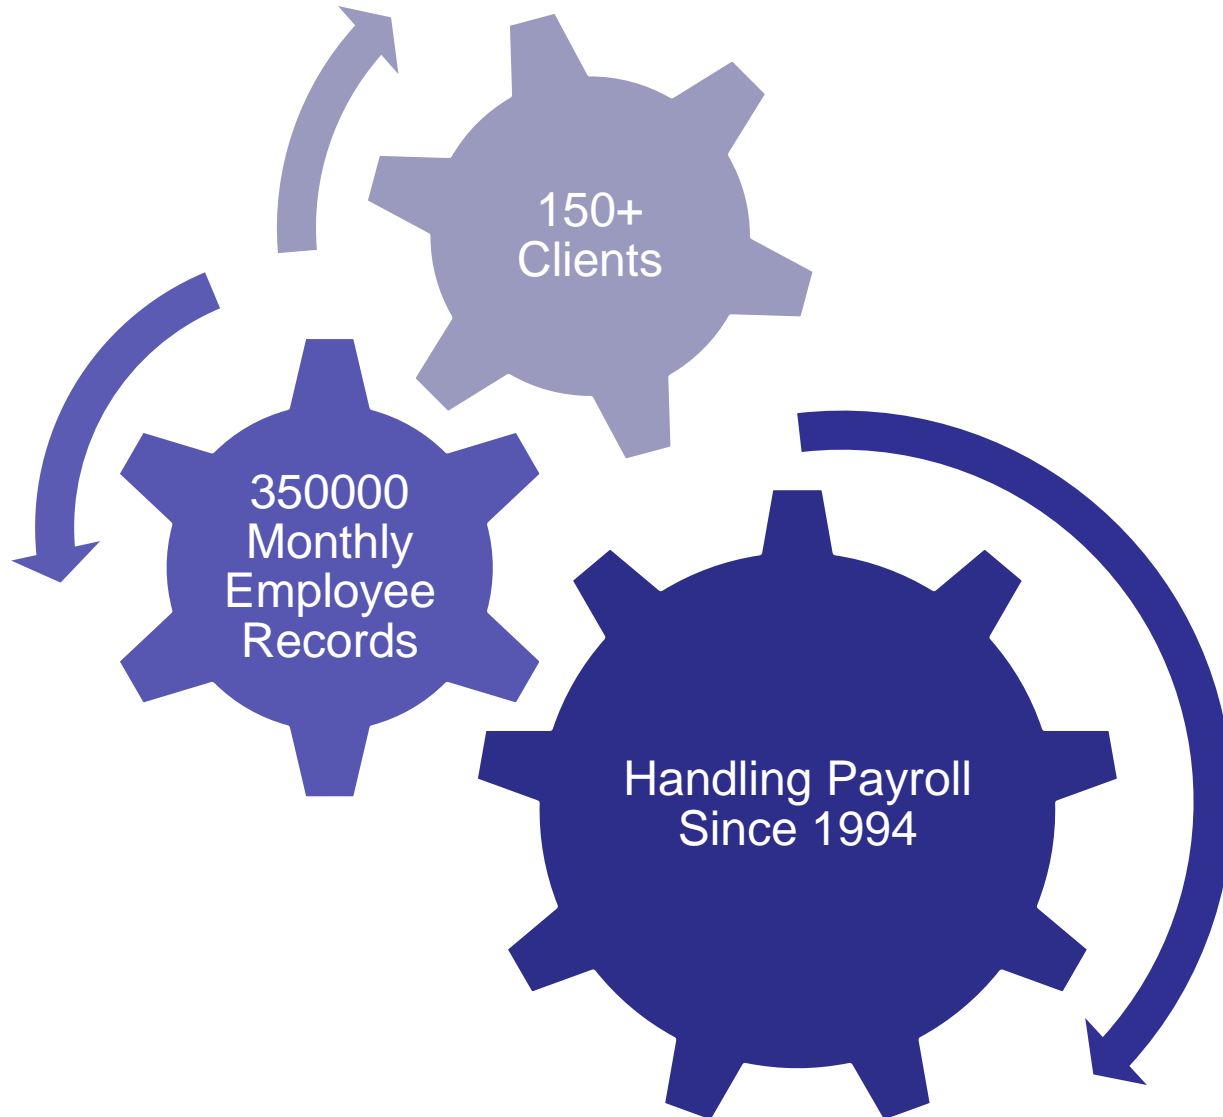 150+
Clients
350000
Monthly
Employee
Records
Handling Payroll
Since 1994